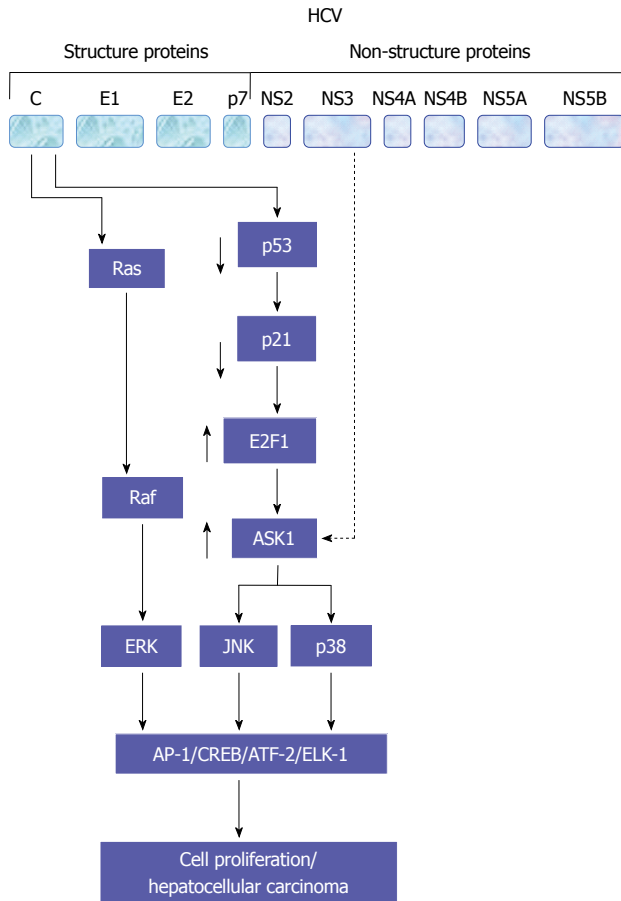 HCV
Structure proteins
Non-structure proteins
C E1 E2 p7 NS2 NS3 NS4A NS4B NS5A NS5B
p53
Ras
p21
E2F1
Raf
ASK1
ERK JNK p38
AP-1/CREB/ATF-2/ELK-1
Cell proliferation/
hepatocellular carcinoma